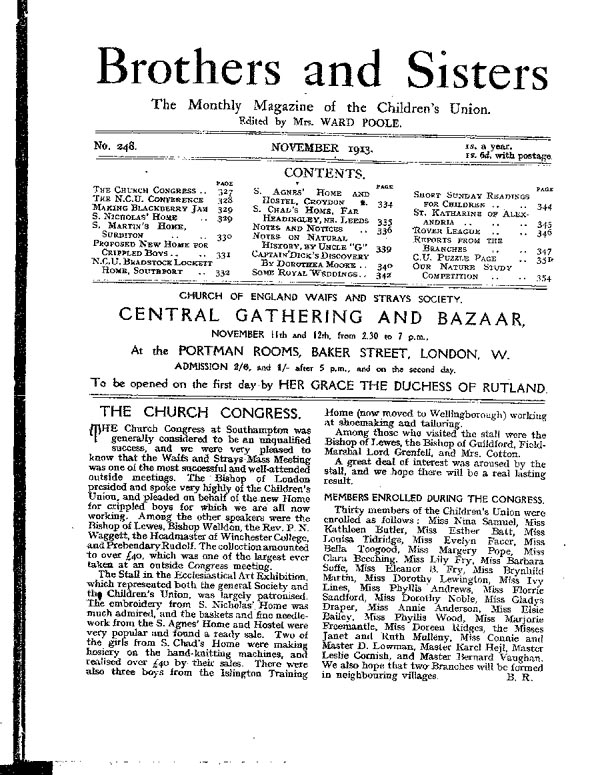 Brothers and Sisters
The Monthly Magazine of the Children's Union.
Edited by Mrs. WARD POOLE.
No. 248.
NOVEMBER 1913.
1s. a year.
1s. 6d. with postage
CONTENTS.
PAGE
THE CHURCH CONGRESS .. 327
THE N.C.U. CONFERENCE 328
MAKING BLACKBERRY JAM 329
S. NICHOLAS' HOME .. 329
S. MARTIN'S HOME,
SURBITON .. .. 330
PROPOSED NEW HOME FOR
CRIPPLED BOYS .. .. 331
N.C.U. BRADSTOCK LOCKETT
HOME, SOUTHPORT .. 332
PAGE
S. AGNES' HOME AND
HOSTEL, CROYDON .. 334
S. CHAD'S HOME, FAR
HEADINGLEY, NR. LEEDS 335
NOTES AND NOTICES .. 336
NOTES ON NATURAL
HISTORY, BY UNCLE "G" 339
CAPTAIN DICK'S DISCOVERY
BY DOROTHEA MOORE .. 340
SOME ROYAL WEDDINGS .. 342
PAGE
SHORT SUNDAY READINGS
FOR CHILDREN .. .. 344
ST. KATHARINE OF ALEX-
ANDRIA .. .. .. 345
ROVER LEAGUE .. .. 346
REPORTS FROM THE
BRANCHES .. .. 347
C.U. PUZZLE PAGE ..
OUR NATURE STUDY
COMPETITION .. .. 354
CHURCH OF ENGLAND WAIFS AND STRAYS SOCIETY.
CENTRAL GATHERING AND BAZAAR,
NOVEMBER 11th and 12th, from 2.30 to 7 p.m.,
At the PORTMAN ROOMS, BAKER STREET, LONDON, W.
ADMISSION 2/6, and 1/- after 5 p.m., and on the second day.
To be opened on the first day by HER GRACE THE DUCHESS OF RUTLAND.
THE CHURCH CONGRESS.
THE Church Congress at Southampton was
generally considered to be an unqualified
success, and we were very pleased to
know that the Waifs and Strays Mass Meeting
was one of the most successful and well-attended
outside meetings. The Bishop of London
presided and spoke very highly of the Children's
Union, and pleaded on behalf of the new Home
for crippled boys for which we are all now
working. Among the other speakers were the
Bishop of Lewes, Bishop Welldon, the Rev. P. N.
Waggett, the Headmaster of Winchester College,
and Prebendary Rudolf. The collection amounted
to over £40, which was one of the largest ever
taken at an outside Congress meeting.
The Stall in the Ecclesiastical Art Exhibition,
which represented both the general Society and
the Children's Union, was largely patronised.
The embroidery from S. Nicholas' Home was
much admired, and the baskets and fine needle-
work from the S. Agnes' Home and Hostel were
very popular and found a ready sale. Two of
the girls from S. Chad's Home were making
hosiery on the hand-knitting machines, and
realised over £40 by their sales. There were
also three boys from the Islington Training
Home (now moved to Wellingborough) working
at shoemaking and tailoring.
Among those who visited the stall were the
Bishop of Lewes, the Bishop of Guildford, Field-
Marshal Lord Grenfell, and Mrs. Cotton.
A great deal of interest was aroused by the
stall, and we hope there will be a real lasting
result.
MEMBERS ENROLLED DURING THE CONGRESS.
Thirty members of the Children's Union were
enrolled as follows: Miss Nina Samuel, Miss
Kathleen Butler, Miss Esther Batt, Miss
Louisa Tidridge, Miss Evelyn Facer, Miss
Bella Toogood, Miss Margery Pope, Miss
Clara Beeching, Miss Lily Fry, Miss Barbara
Suffe, Miss Eleanor B. Fry, Miss Brynhild
Martin, Miss Dorothy Lewington, Miss Ivy
Lines, Miss Phyllis Andrews, Miss Florrie
Sandford, Miss Dorothy Noble, Miss Gladys
Draper, Miss Annie Anderson, Miss Elsie
Bailey, Miss Phyllis Wood, Miss Marjorie
Freemantle, Miss Doreen Ridges, the Misses
Janet and Ruth Mulleny, Miss Connie and
Master D. Lowman, Master Karel Hejl, Master
Leslie Cornish, and Master Bernard Vaughan.
We also hope that two Branches will be formed
in neighbouring villages. B. R.